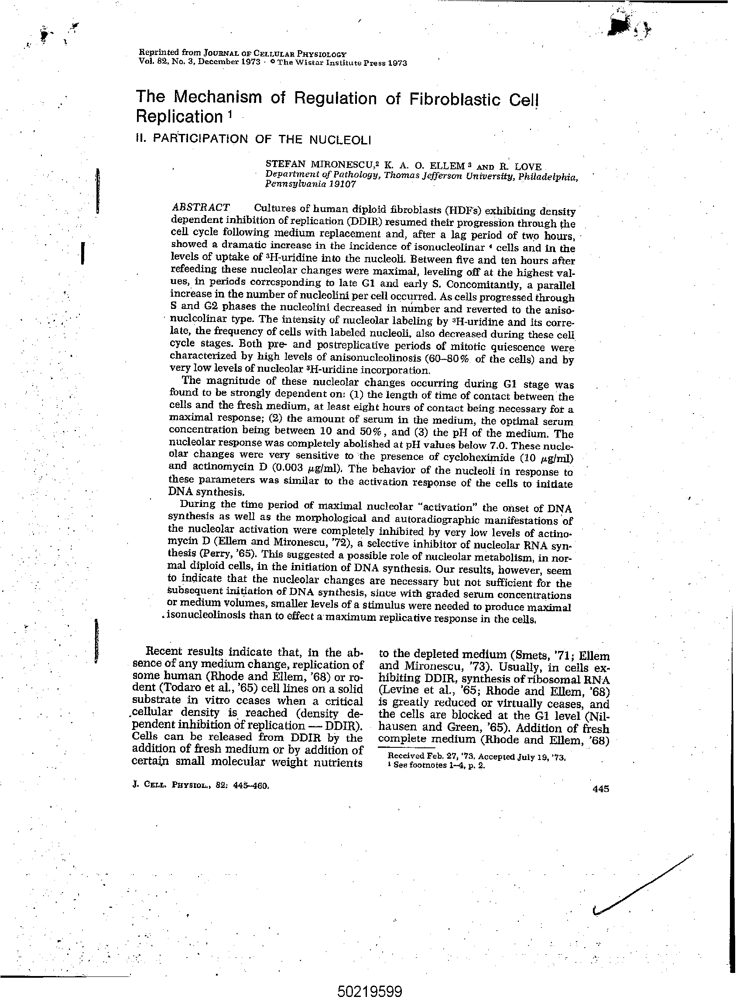 Reprinted from JOURNAL OF CELLULAR PHYSIOLOGY
Vol. 82, No. 3, December 1973 · © The Wistar Institute Press 1973
The Mechanism of Regulation of Fibroblastic Cell
Replication 1
II. PARTICIPATION OF THE NUCLEOLI
STEFAN MIRONESCU,2 K. A. O. ELLEM 3 AND R. LOVE
Department of Pathology, Thomas Jefferson University, Philadelphia,
Pennsylvania 19107
ABSTRACT Cultures of human diploid fibroblasts (HDFs) exhibiting density
dependent inhibition of replication (DDIR) resumed their progression through the
cell cycle following medium replacement and, after a lag period of two hours,
showed a dramatic increase in the incidence of isonucleolinar 4 cells and in the
levels of uptake of 3H-uridine into the nucleoli. Between five and ten hours after
refeeding these nucleolar changes were maximal, leveling off at the highest val-
ues, in periods corresponding to late G1 and early S. Concomitantly, a parallel
increase in the number of nucleolini per cell occurred. As cells progressed through
S and G2 phases the nucleolini decreased in number and reverted to the aniso-
nucleolinar type. The intensity of nucleolar labeling by 3H-uridine and its corre-
late, the frequency of cells with labeled nucleoli, also decreased during these cell
cycle stages. Both pre- and postreplicative periods of mitotic quiescence were
characterized by high levels of anisonucleolinosis (60–80% of the cells) and by
very low levels of nucleolar 3H-uridine incorporation.
The magnitude of these nucleolar changes occurring during G1 stage was
found to be strongly dependent on: (1) the length of time of contact between the
cells and the fresh medium, at least eight hours of contact being necessary for a
maximal response; (2) the amount of serum in the medium, the optimal serum
concentration being between 10 and 50%, and (3) the pH of the medium. The
nucleolar response was completely abolished at pH values below 7.0. These nucle-
olar changes were very sensitive to the presence of cycloheximide (10 μg/ml)
and actinomycin D (0.003 μg/ml). The behavior of the nucleoli in response to
these parameters was similar to the activation response of the cells to initiate
DNA synthesis.
During the time period of maximal nucleolar "activation" the onset of DNA
synthesis as well as the morphological and autoradiographic manifestations of
the nucleolar activation were completely inhibited by very low levels of actino-
mycin D (Ellem and Mironescu, '72), a selective inhibitor of nucleolar RNA syn-
thesis (Perry, '65). This suggested a possible role of nucleolar metabolism, in nor-
mal diploid cells, in the initiation of DNA synthesis. Our results, however, seem
to indicate that the nucleolar changes are necessary but not sufficient for the
subsequent initiation of DNA synthesis, since with graded serum concentrations
or medium volumes, smaller levels of a stimulus were needed to produce maximal
isonucleolinosis than to effect a maximum replicative response in the cells.
Recent results indicate that, in the ab-
sence of any medium change, replication of
some human (Rhode and Ellem, '68) or ro-
dent (Todaro et al., '65) cell lines on a solid
substrate in vitro ceases when a critical
cellular density is reached (density de-
pendent inhibition of replication — DDIR).
Cells can be released from DDIR by the
addition of fresh medium or by addition of
certain small molecular weight nutrients
to the depleted medium (Smets, '71; Ellem
and Mironescu, '73). Usually, in cells ex-
hibiting DDIR, synthesis of ribosomal RNA
(Levine et al., '65; Rhode and Ellem, '68)
is greatly reduced or virtually ceases, and
the cells are blocked at the G1 level (Nil-
hausen and Green, '65). Addition of fresh
complete medium (Rhode and Ellem, '68)
Received Feb. 27, '73. Accepted July 19, '73.
1 See footnotes 1–4, p. 2.
J. CELL. PHYSIOL., 82: 445–460.
445
50219599